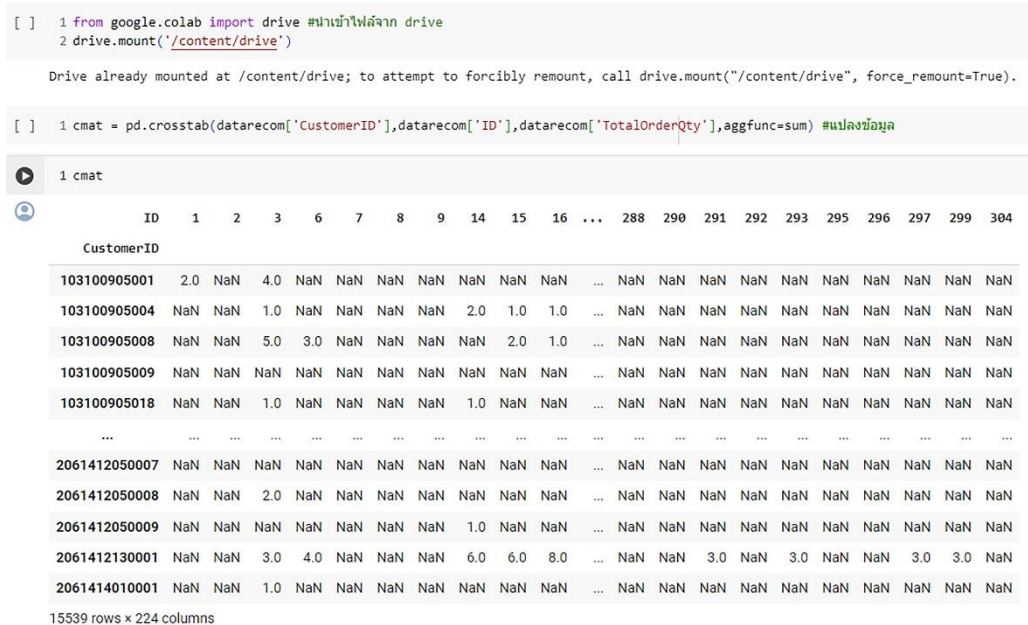 [ ] 1 from google.colab import drive #นำเข้าไฟล์จาก drive
2 drive.mount('/content/drive')
Drive already mounted at /content/drive; to attempt to forcibly remount, call drive.mount("/content/drive", force_remount=True).
[ ] 1 cmat = pd.crosstab(datarecom['CustomerID'],datarecom['ID'],datarecom['TotalOrderQty'],aggfunc=sum) #แปลงข้อมูล
1 cmat
ID 1 2 3 6 7 8 9 14 15 16 ... 288 290 291 292 293 295 296 297 299 304
CustomerID
103100905001 2.0 NaN 4.0 NaN NaN NaN NaN NaN NaN NaN ... NaN NaN NaN NaN NaN NaN NaN NaN NaN NaN
103100905004 NaN NaN 1.0 NaN NaN NaN NaN 2.0 1.0 1.0 ... NaN NaN NaN NaN NaN NaN NaN NaN NaN NaN
103100905008 NaN NaN 5.0 3.0 NaN NaN NaN NaN 2.0 1.0 ... NaN NaN NaN NaN NaN NaN NaN NaN NaN NaN
103100905009 NaN NaN NaN NaN NaN NaN NaN NaN NaN NaN ... NaN NaN NaN NaN NaN NaN NaN NaN NaN NaN
103100905018 NaN NaN 1.0 NaN NaN NaN NaN 1.0 NaN NaN ... NaN NaN NaN NaN NaN NaN NaN NaN NaN NaN
... ... ... ... ... ... ... ... ... ... ... ... ... ... ... ... ... ... ... ... ... ...
2061412050007 NaN NaN NaN NaN NaN NaN NaN NaN NaN NaN ... NaN NaN NaN NaN NaN NaN NaN NaN NaN NaN
2061412050008 NaN NaN 2.0 NaN NaN NaN NaN NaN NaN NaN ... NaN NaN NaN NaN NaN NaN NaN NaN NaN NaN
2061412050009 NaN NaN NaN NaN NaN NaN NaN 1.0 NaN NaN ... NaN NaN NaN NaN NaN NaN NaN NaN NaN NaN
2061412130001 NaN NaN 3.0 4.0 NaN NaN NaN 6.0 6.0 8.0 ... NaN NaN 3.0 NaN 3.0 NaN NaN 3.0 3.0 NaN
2061414010001 NaN NaN 1.0 NaN NaN NaN NaN NaN NaN NaN ... NaN NaN NaN NaN NaN NaN NaN NaN NaN NaN
15539 rows × 224 columns